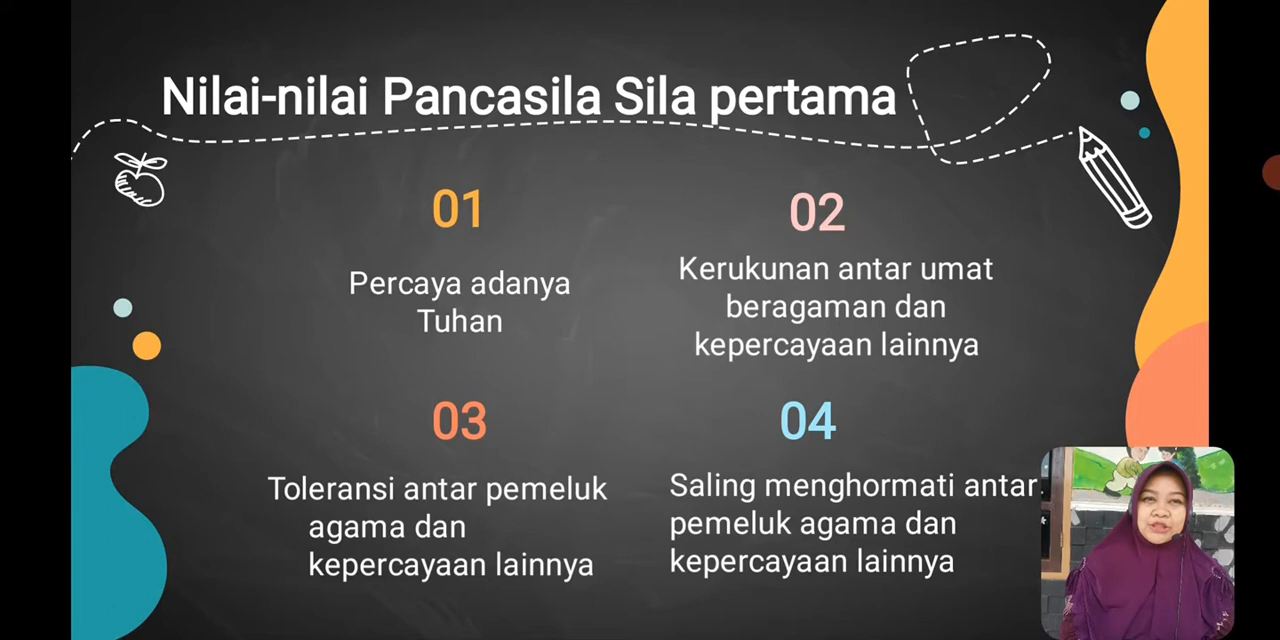 Nilai-nilai Pancasila Sila pertama
01
Percaya adanya
Tuhan
02
Kerukunan antar umat
beragaman dan
kepercayaan lainnya
03
Toleransi antar pemeluk
agama dan
kepercayaan lainnya
04
Saling menghormati antar
pemeluk agama dan
kepercayaan lainnya